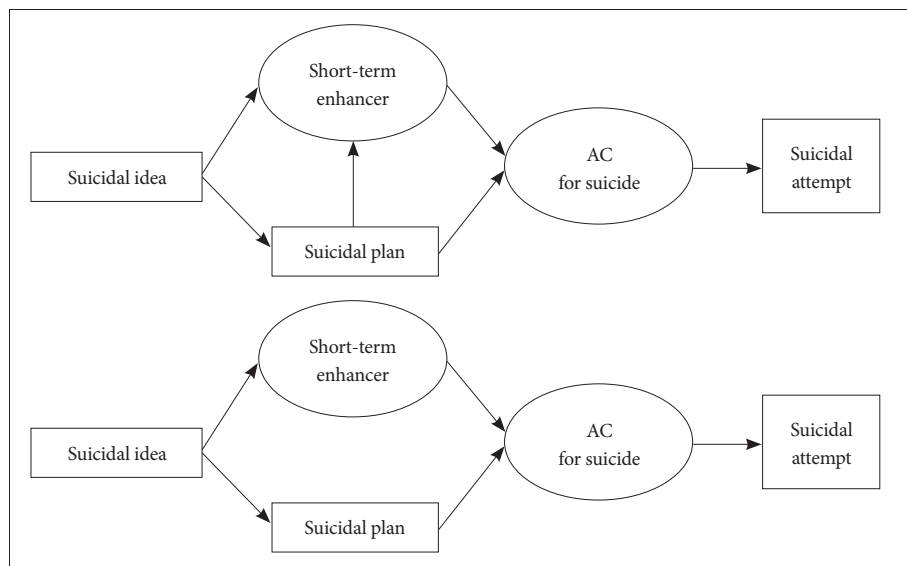 Short-term
enhancer
Suicidal idea
AC
for suicide
Suicidal
attempt
Suicidal plan
Short-term
enhancer
Suicidal idea
AC
for suicide
Suicidal
attempt
Suicidal plan